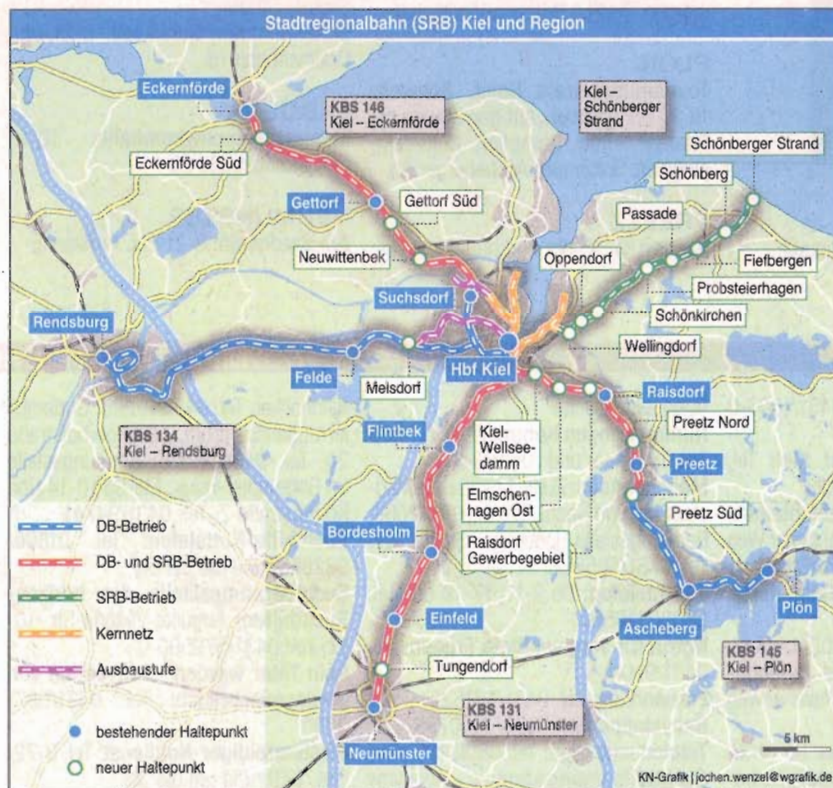 Stadtregionalbahn (SRB) Kiel und Region
Eckernförde
KBS 146
Kiel – Eckernförde
Kiel –
Schönberger
Strand
Eckernförde Süd
Schönberger Strand
Schönberg
Gettorf
Gettorf Süd
Passade
Neuwittenbek
Oppendorf
Fiefbergen
Suchsdorf
Probsteierhagen
Rendsburg
Schönkirchen
Wellingdorf
Felde
Melsdorf
Hbf Kiel
Raisdorf
KBS 134
Kiel – Rendsburg
Flintbek
Kiel-
Wellsee-
damm
Preetz Nord
Preetz
Elmschen-
hagen Ost
Preetz Süd
Bordesholm
Raisdorf
Gewerbegebiet
DB-Betrieb
DB- und SRB-Betrieb
SRB-Betrieb
Kernnetz
Ausbaustufe
Plön
Ascheberg
Einfeld
KBS 145
Kiel – Plön
Tungendorf
KBS 131
Kiel – Neumünster
bestehender Haltepunkt
neuer Haltepunkt
Neumünster
5 km
KN-Grafik | jochen.wenzel@wgrafik.de